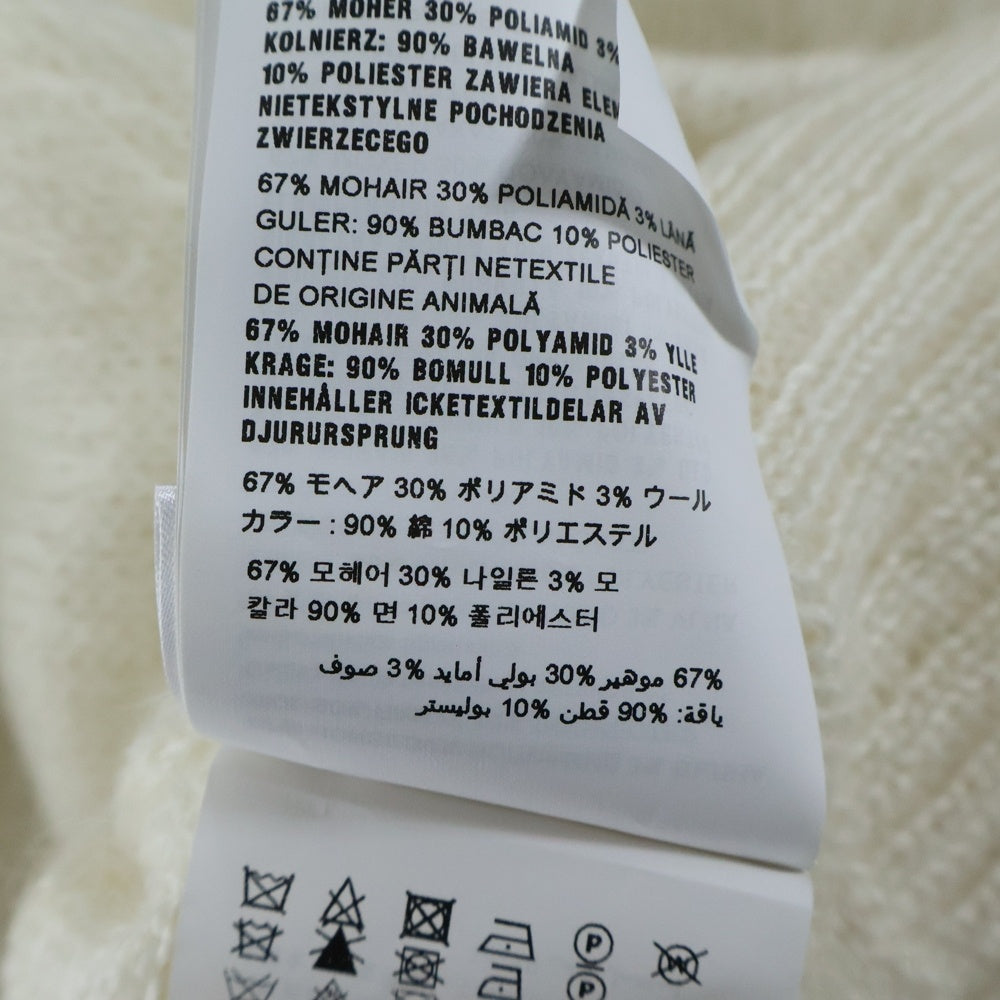 67% MOHER 30% POLIAMID 3%
KOLNIERZ: 90% BAWELNA
10% POLIESTER ZAWIERA
NIETEKSTYLNE POCHODZENIA
ZWIERZECEGO
67% MOHAIR 30% POLIAMIDĂ 3% LÂNĂ
GULER: 90% BUMBAC 10% POLIESTER
CONȚINE PĂRȚI NETEXTILE
DE ORIGINE ANIMALĂ
67% MOHAIR 30% POLYAMID 3% YLLE
KRAGE: 90% BOMULL 10% POLYESTER
INNEHÅLLER ICKETEXTILDELAR AV
DJURURSPRUNG
67% モヘア 30% ポリアミド 3% ウール
カラー : 90% 綿 10% ポリエステル
67% 모헤어 30% 나일론 3% 모
칼라 90% 면 10% 폴리에스터
67% موهير 30% بولي أمايد 3% صوف
ياقة: 90% قطن 10% بوليستر
P
W
P